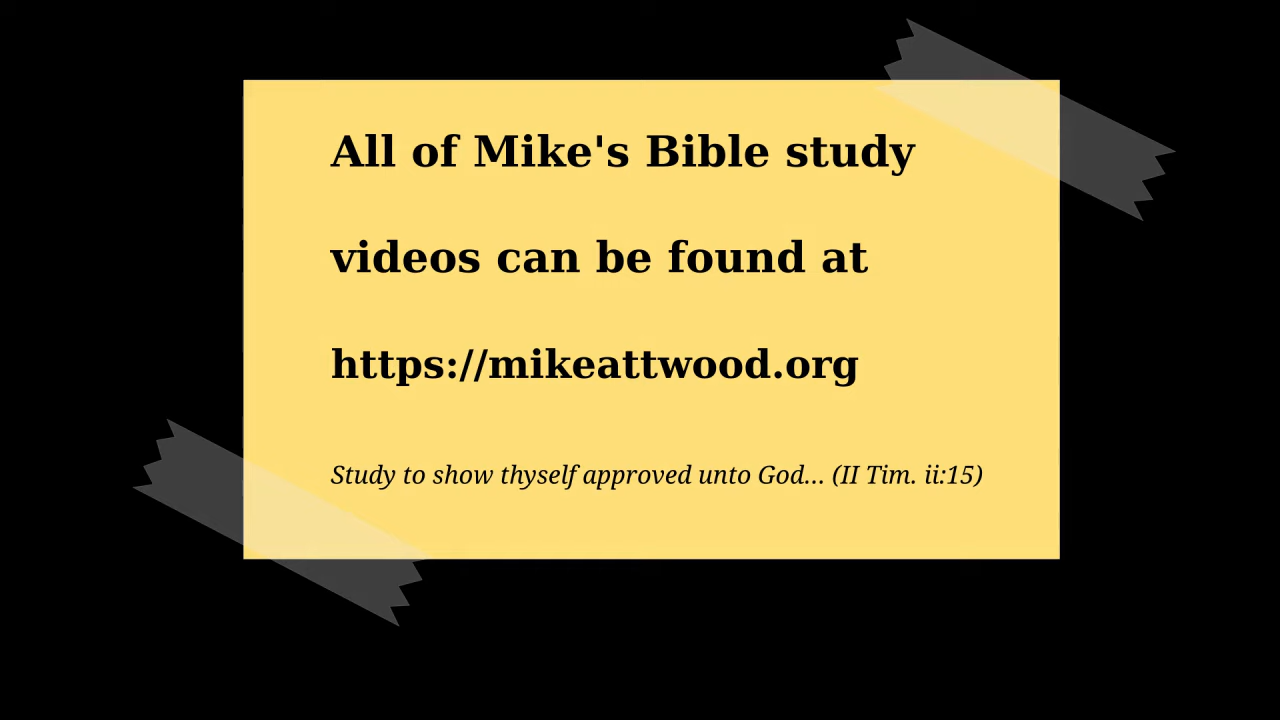 All of Mike's Bible study
videos can be found at
https://mikeattwood.org
Study to show thyself approved unto God... (II Tim. ii:15)